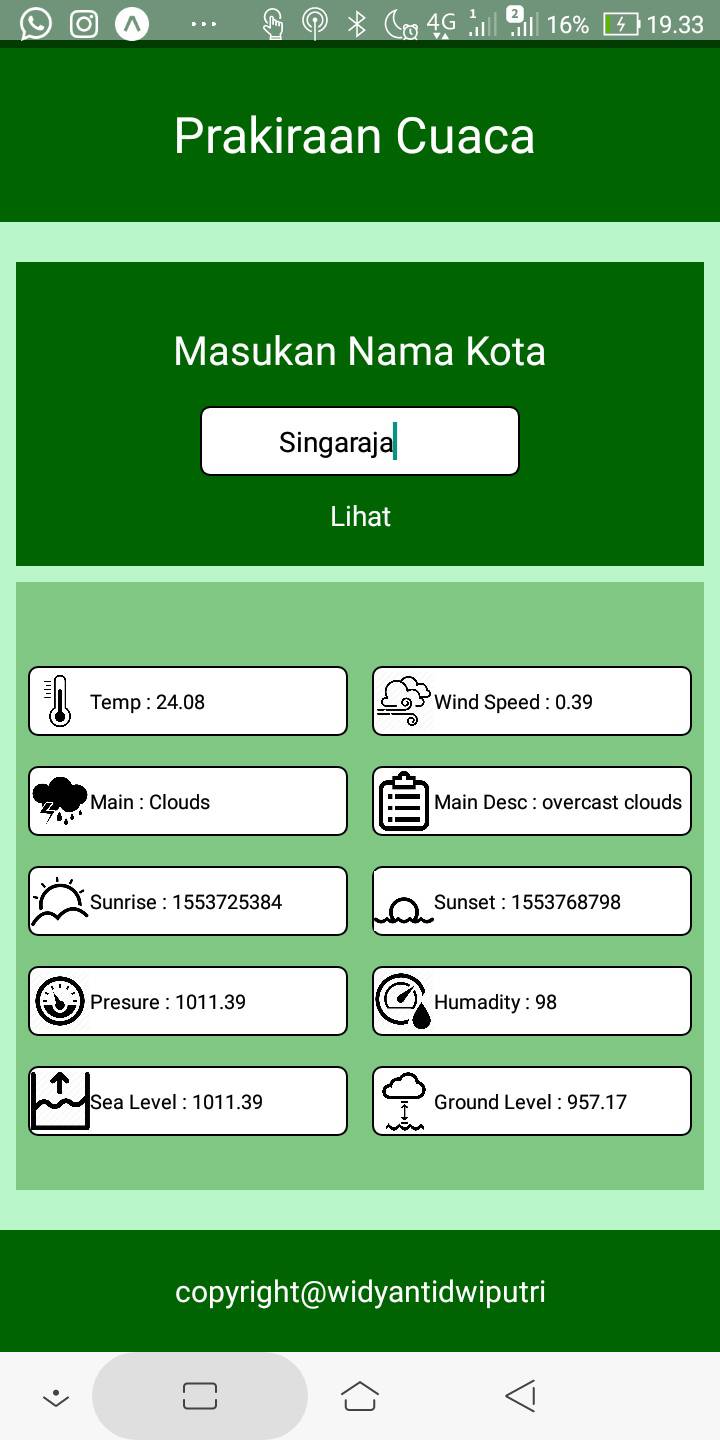 4G 1 2 16% 19.33
Prakiraan Cuaca
Masukan Nama Kota
Singaraja
Lihat
Temp : 24.08
Wind Speed : 0.39
Main : Clouds
Main Desc : overcast clouds
Sunrise : 1553725384
Sunset : 1553768798
Presure : 1011.39
Humadity : 98
Sea Level : 1011.39
Ground Level : 957.17
copyright@widyantidwiputri